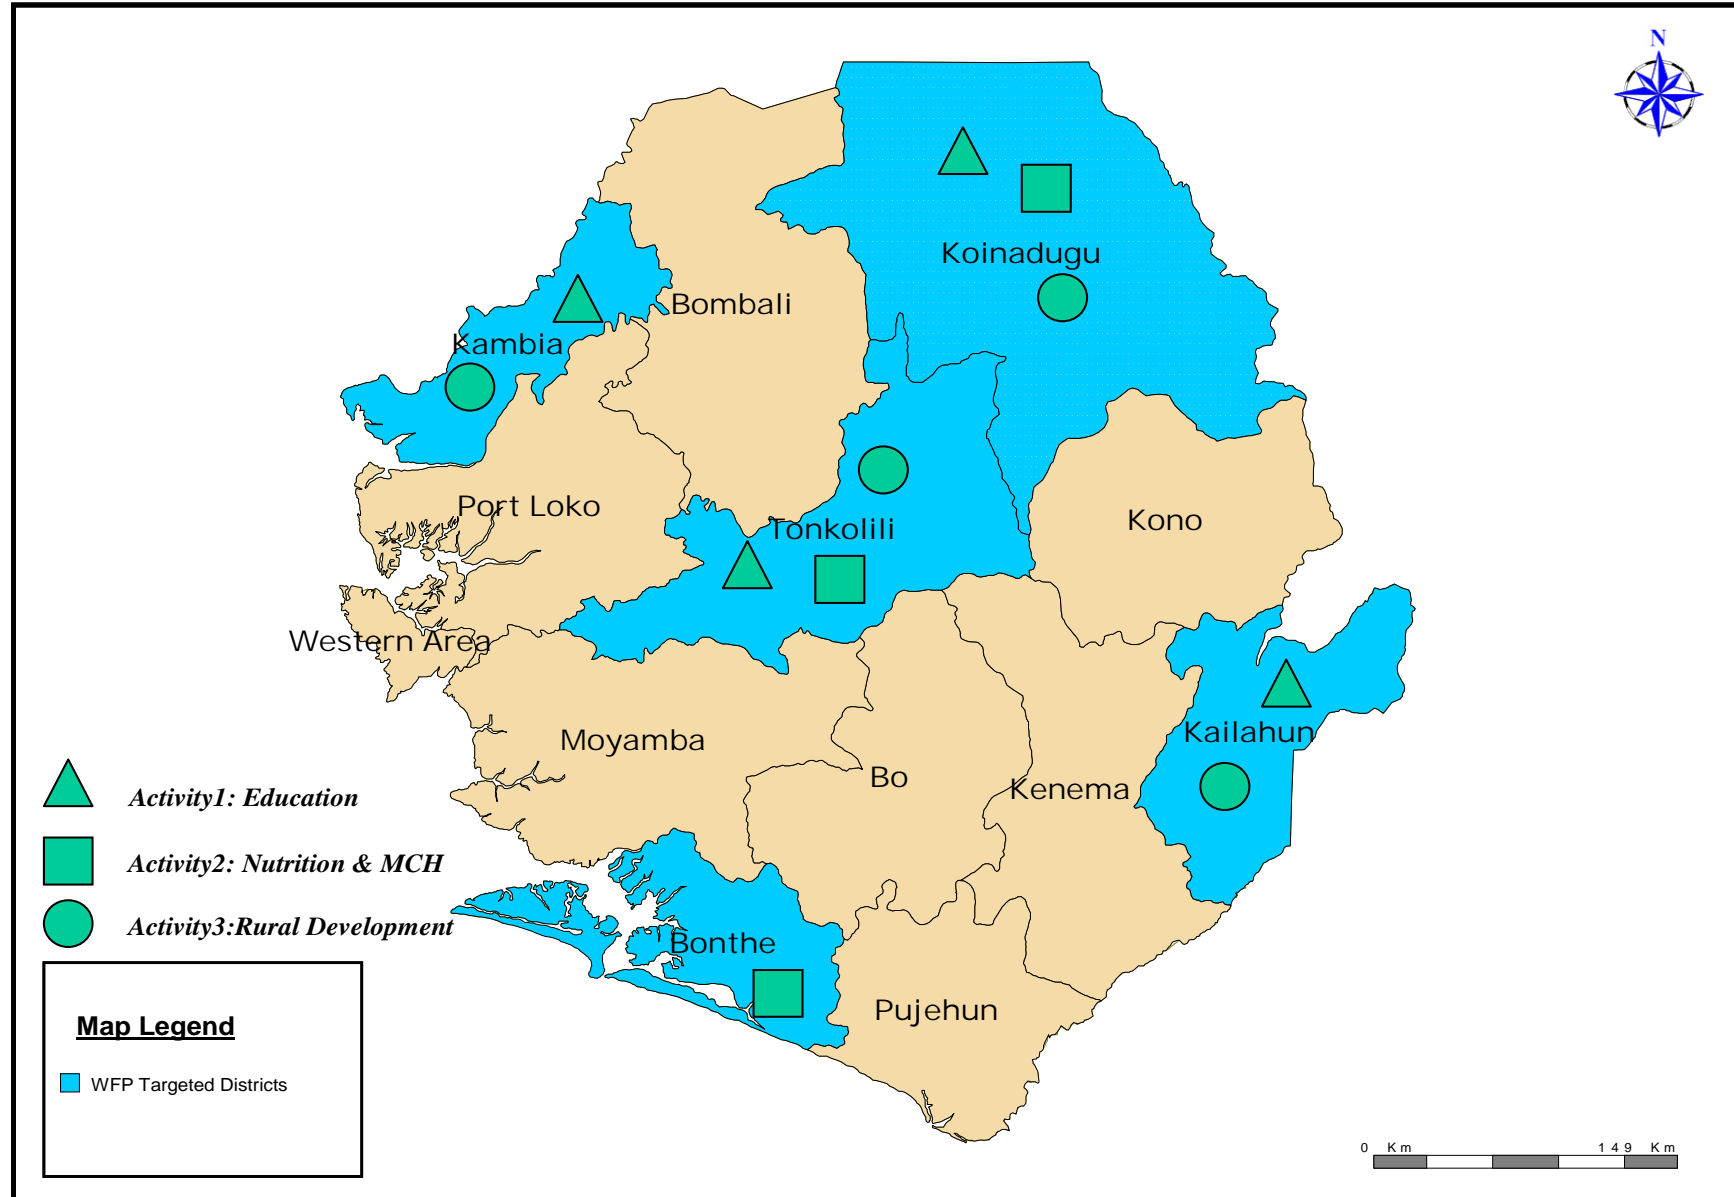 N
Koinadugu
Bombali
Kambia
Port Loko
Tonkolili
Kono
Western Area
Moyamba
Kailahun
Bo
Kenema
Activity1: Education
Activity2: Nutrition & MCH
Activity3:Rural Development
Bonthe
Pujehun
Map Legend
WFP Targeted Districts
0 Km 149 Km